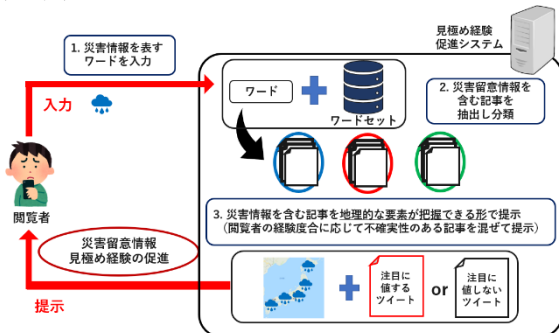 見極め経験
促進システム
1. 災害情報を表す
ワードを入力
入力
ワード
ワードセット
2. 災害留意情報を
含む記事を
抽出し分類
閲覧者
3. 災害情報を含む記事を地理的な要素が把握できる形で提示
（閲覧者の経験度合に応じて不確実性のある記事を混ぜて提示）
災害留意情報
見極め経験の促進
提示
注目に
値する
ツイート
or
注目に
値しない
ツイート